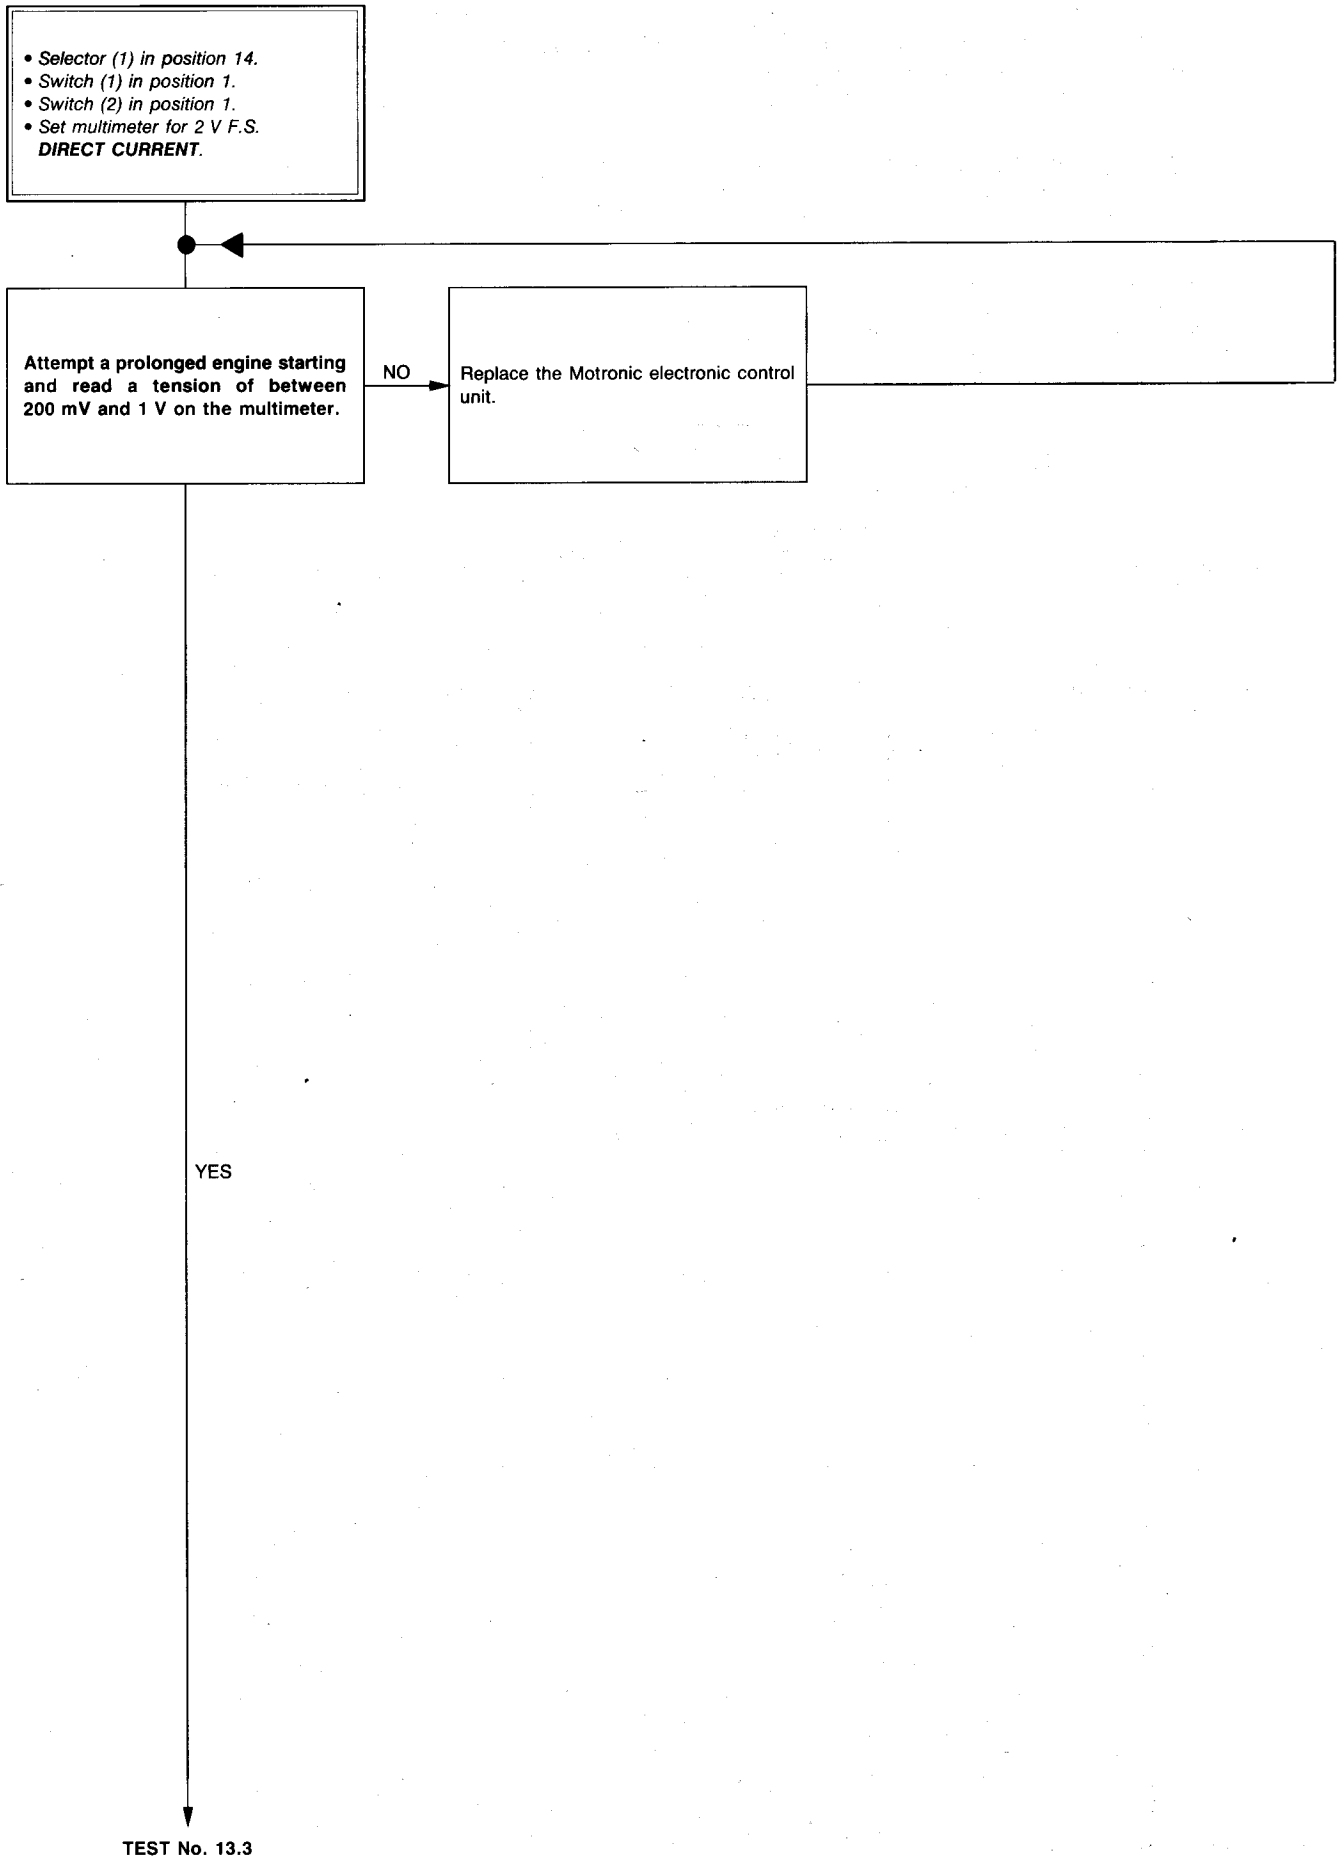 • Selector (1) in position 14.
• Switch (1) in position 1.
• Switch (2) in position 1.
• Set multimeter for 2 V F.S.
DIRECT CURRENT.
Attempt a prolonged engine starting
and read a tension of between
200 mV and 1 V on the multimeter.
NO
Replace the Motronic electronic control
unit.
YES
TEST No. 13.3